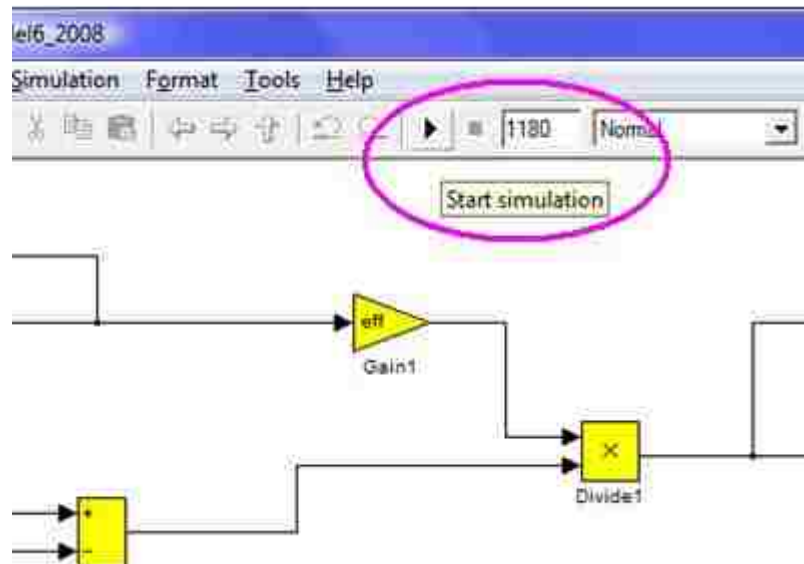 el6_2008
Simulation Format Tools Help
1180 Normal
Start simulation
eff
Gain1
×
Divide1
+
-